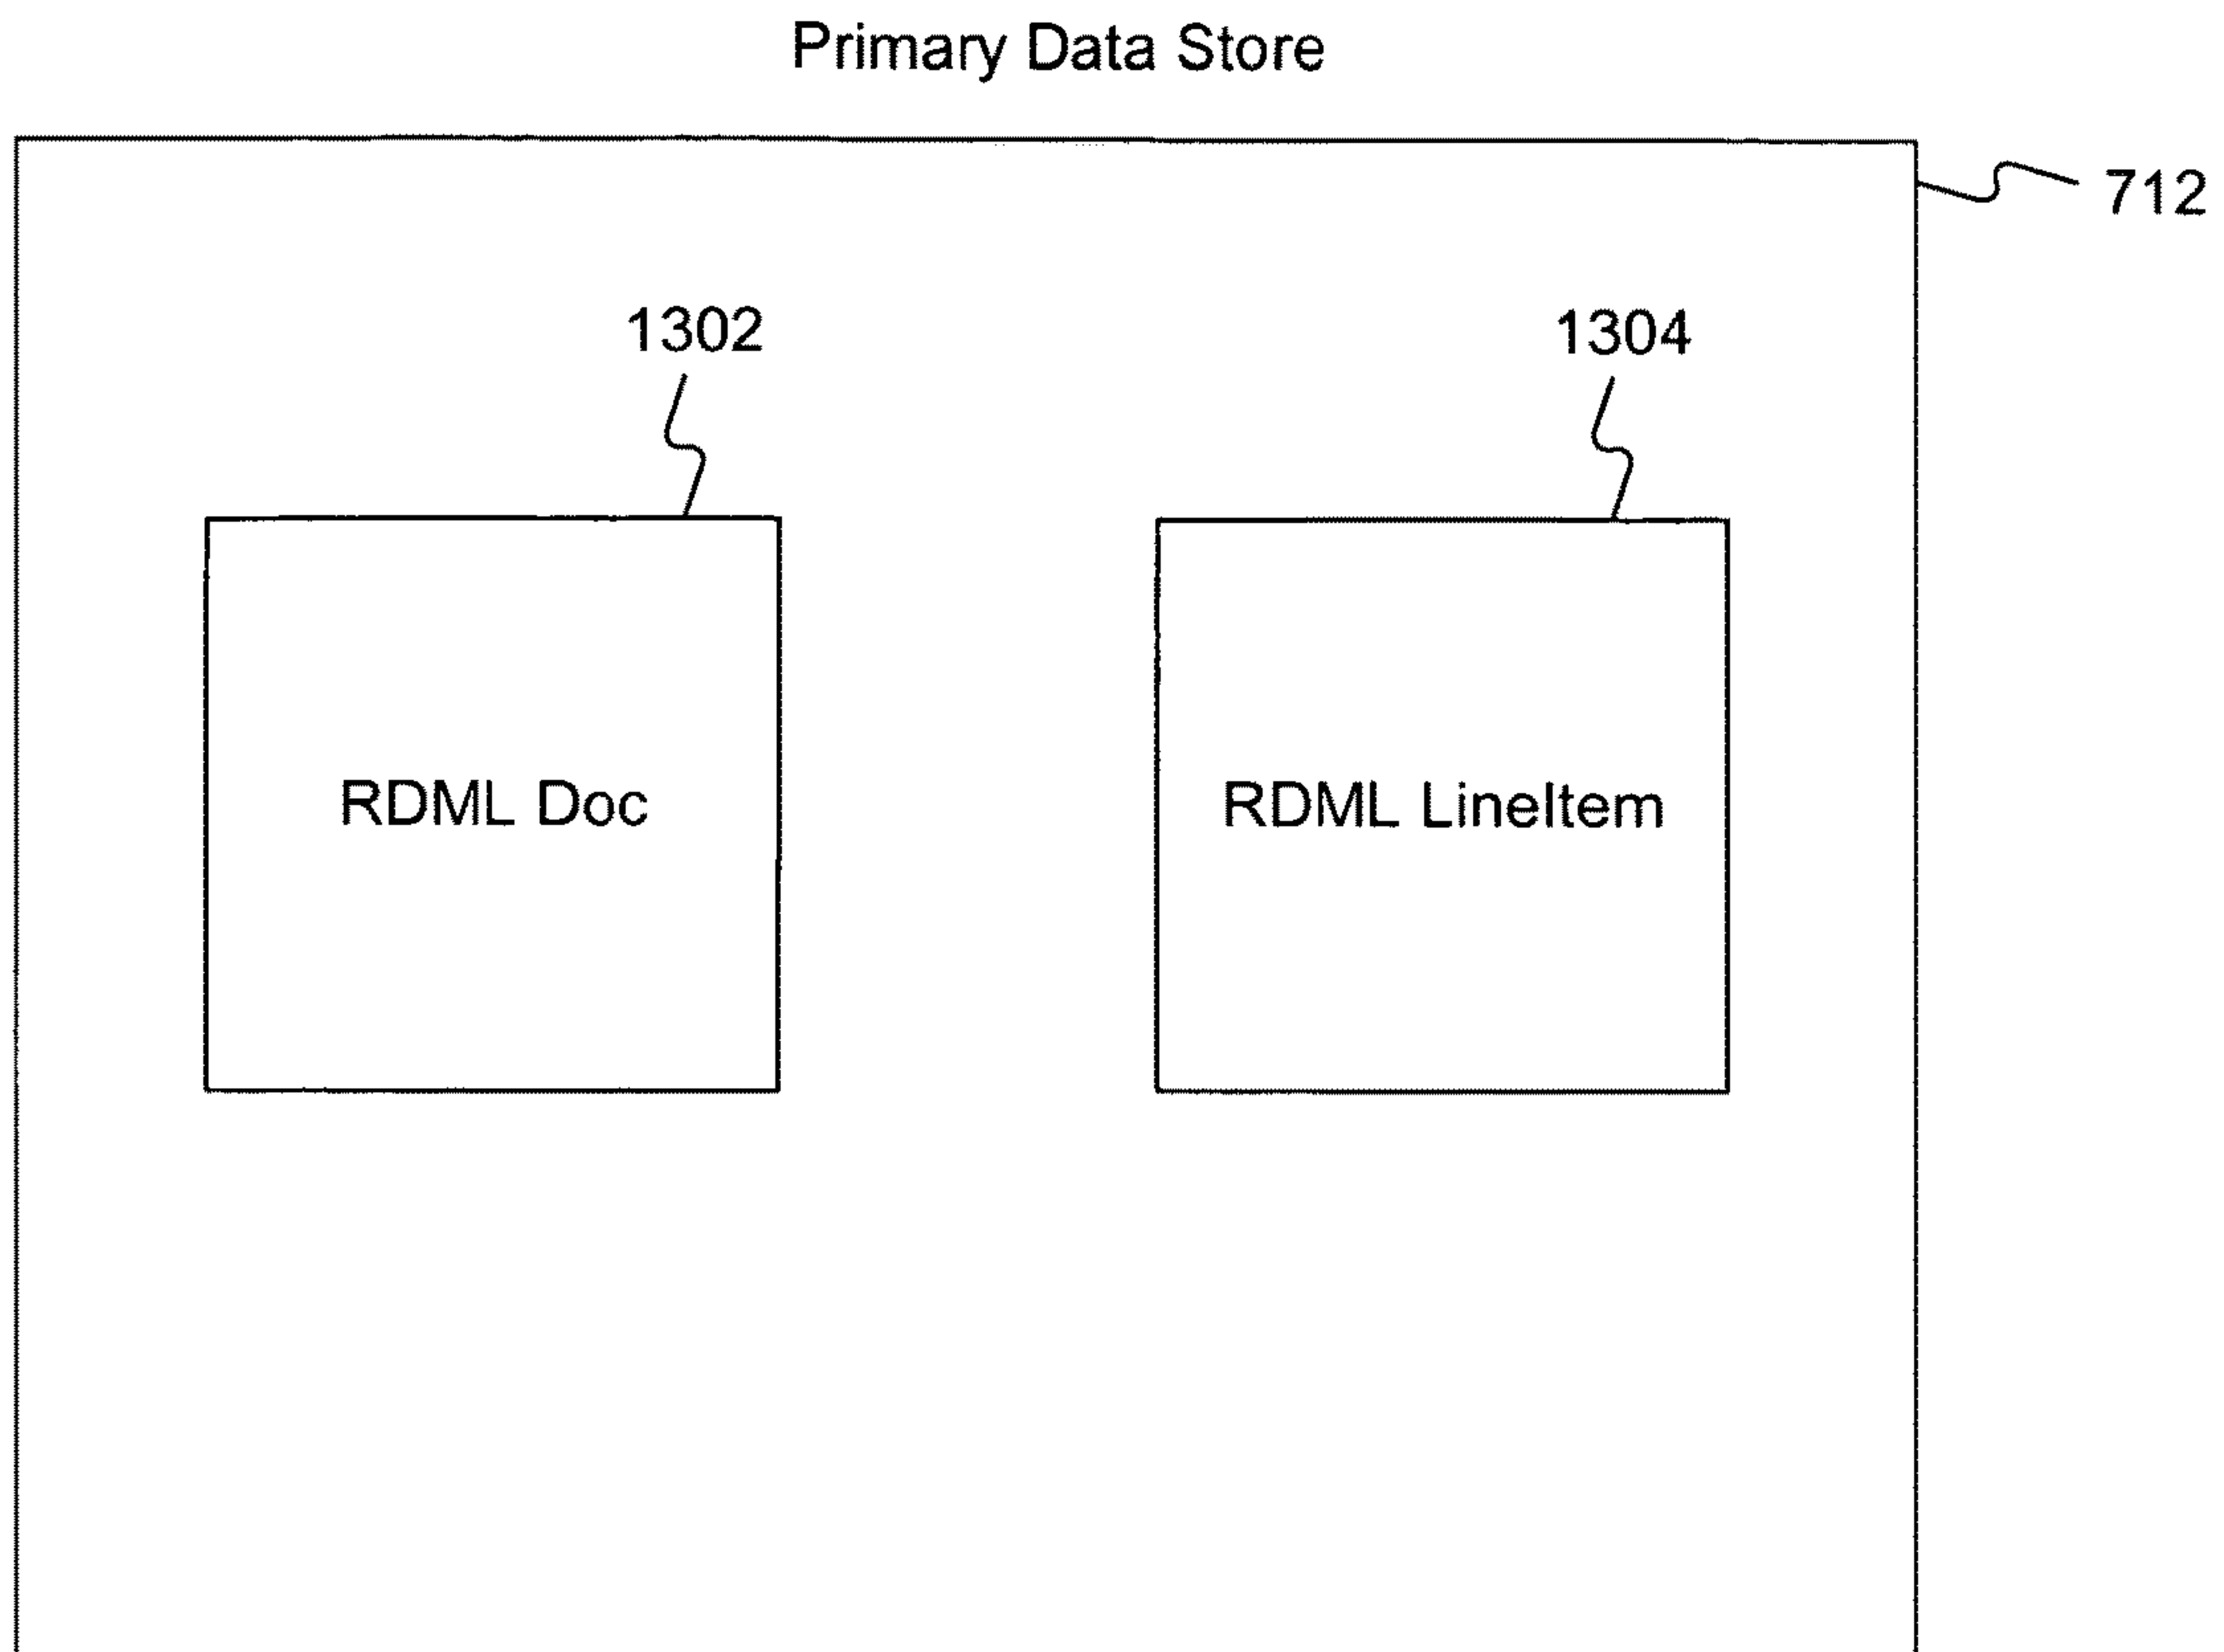 Primary Data Store
712
1302
1304
RDML Doc
RDML LineItem